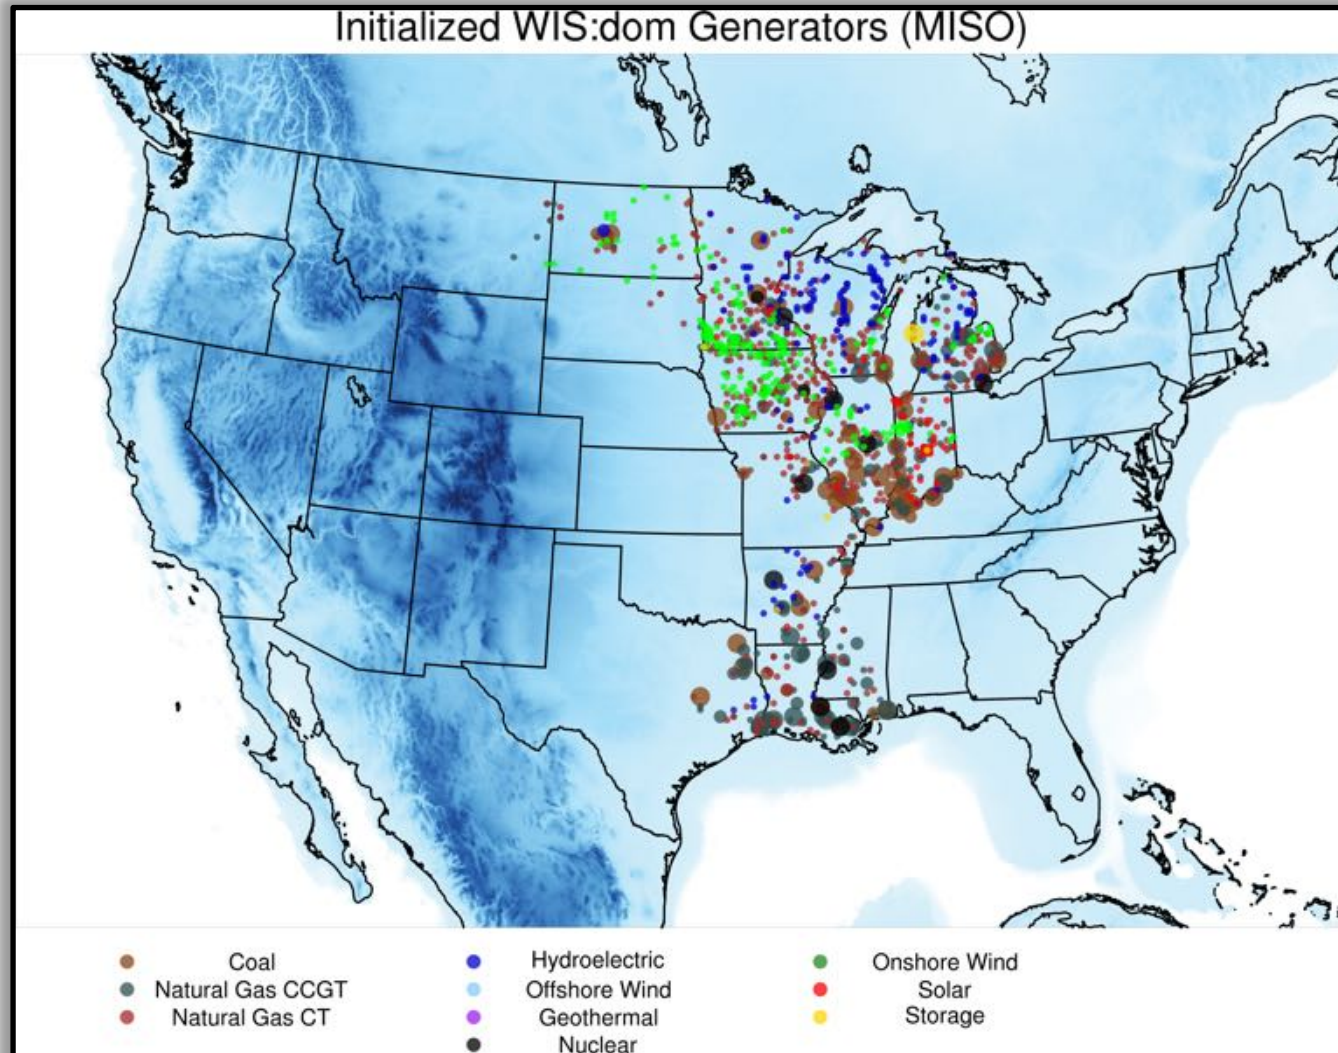 Initialized WIS:dom Generators (MISO)
Coal
Natural Gas CCGT
Natural Gas CT
Hydroelectric
Offshore Wind
Geothermal
Nuclear
Onshore Wind
Solar
Storage